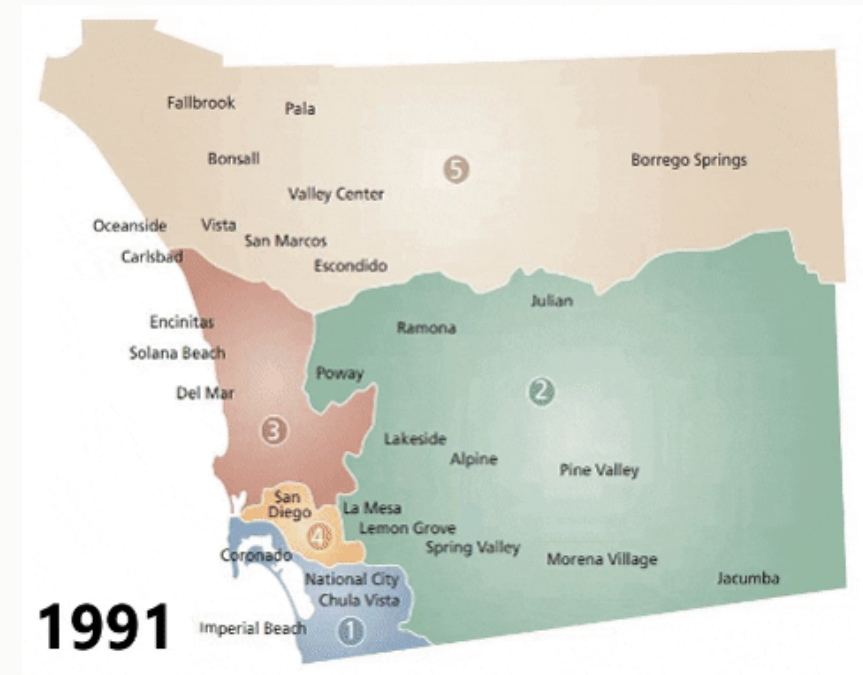 Fallbrook
Pala
Bonsall
Borrego Springs
5
Valley Center
Oceanside
Vista
San Marcos
Carlsbad
Escondido
Julian
Encinitas
Ramona
Solana Beach
Poway
Del Mar
2
3
Lakeside
Alpine
Pine Valley
San
Diego
La Mesa
Lemon Grove
4
Spring Valley
Coronado
Morena Village
National City
Jacumba
Chula Vista
1991
Imperial Beach
1